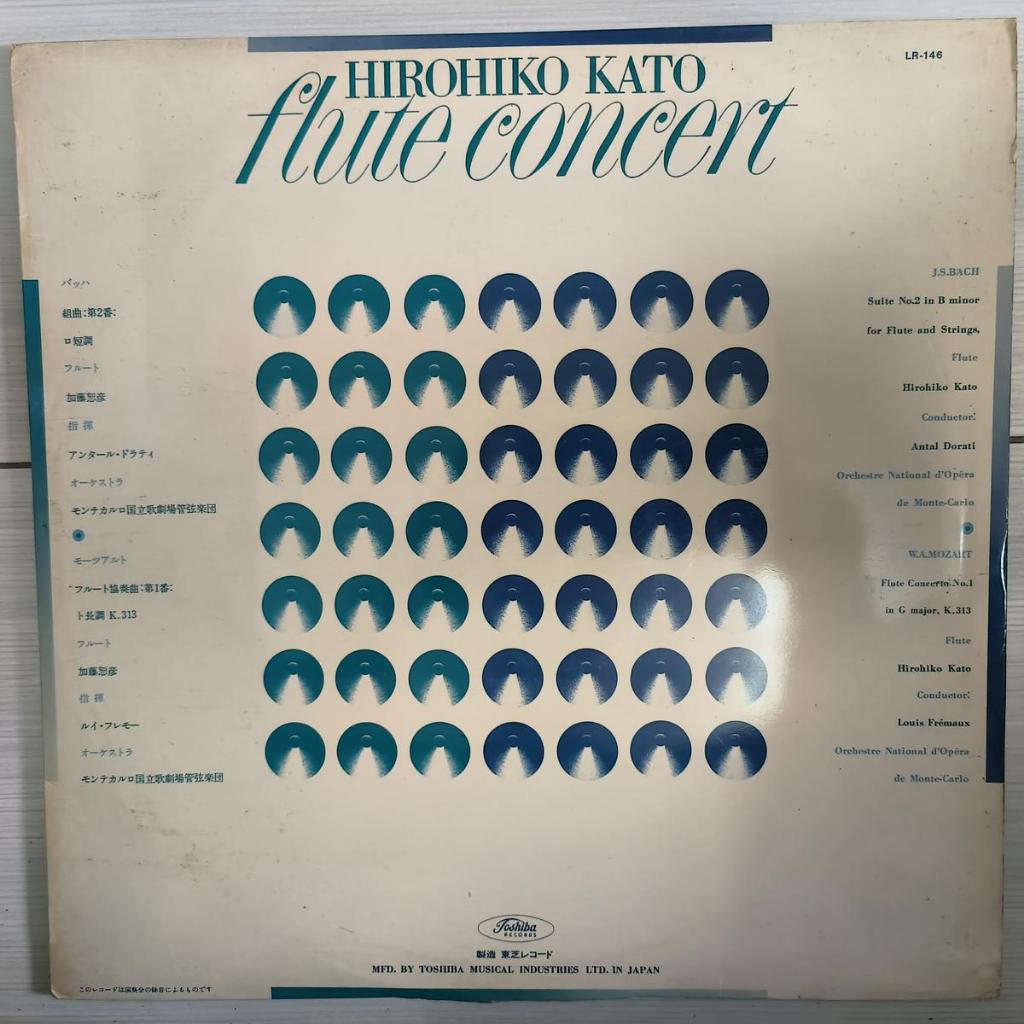 LR-146
HIROHIKO KATO
flute concert
バッハ
組曲:第2番:
ロ短調
フルート
加藤恕彦
指揮
アンタール・ドラティ
オーケストラ
モンテカルロ国立歌劇場管弦楽団
モーツアルト
フルート協奏曲:第1番:
ト長調 K.313
フルート
加藤恕彦
指揮
ルイ・フレモー
オーケストラ
モンテカルロ国立歌劇場管弦楽団
J.S.BACH
Suite No.2 in B minor
for Flute and Strings,
Flute
Hirohiko Kato
Conductor:
Antal Dorati
Orchestre National d'Opéra
de Monte-Carlo
W.A.MOZART
Flute Concerto No.1
in G major, K.313
Flute
Hirohiko Kato
Conductor:
Louis Frémaux
Orchestre National d'Opéra
de Monte-Carlo
Toshiba
RECORDS
製造 東芝レコード
MFD. BY TOSHIBA MUSICAL INDUSTRIES LTD. IN JAPAN
このレコードは